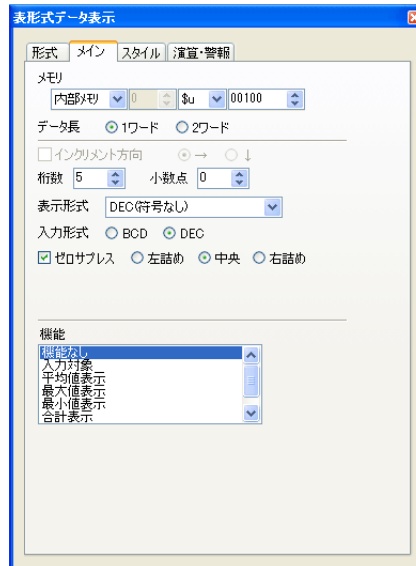 表形式データ表示
形式 メイン スタイル 演算・警報
メモリ
内部メモリ 0 $u 00100
データ長 1ワード 2ワード
インクリメント方向 → ↓
桁数 5 小数点 0
表示形式 DEC(符号なし)
入力形式 BCD DEC
ゼロサプレス 左詰め 中央 右詰め
機能
機能なし
入力対象
平均値表示
最大値表示
最小値表示
合計表示